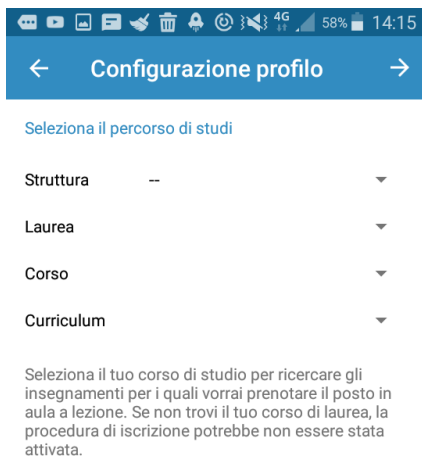 4G 58% 14:15
Configurazione profilo
Seleziona il percorso di studi
Struttura --
Laurea
Corso
Curriculum
Seleziona il tuo corso di studio per ricercare gli
insegnamenti per i quali vorrai prenotare il posto in
aula a lezione. Se non trovi il tuo corso di laurea, la
procedura di iscrizione potrebbe non essere stata
attivata.